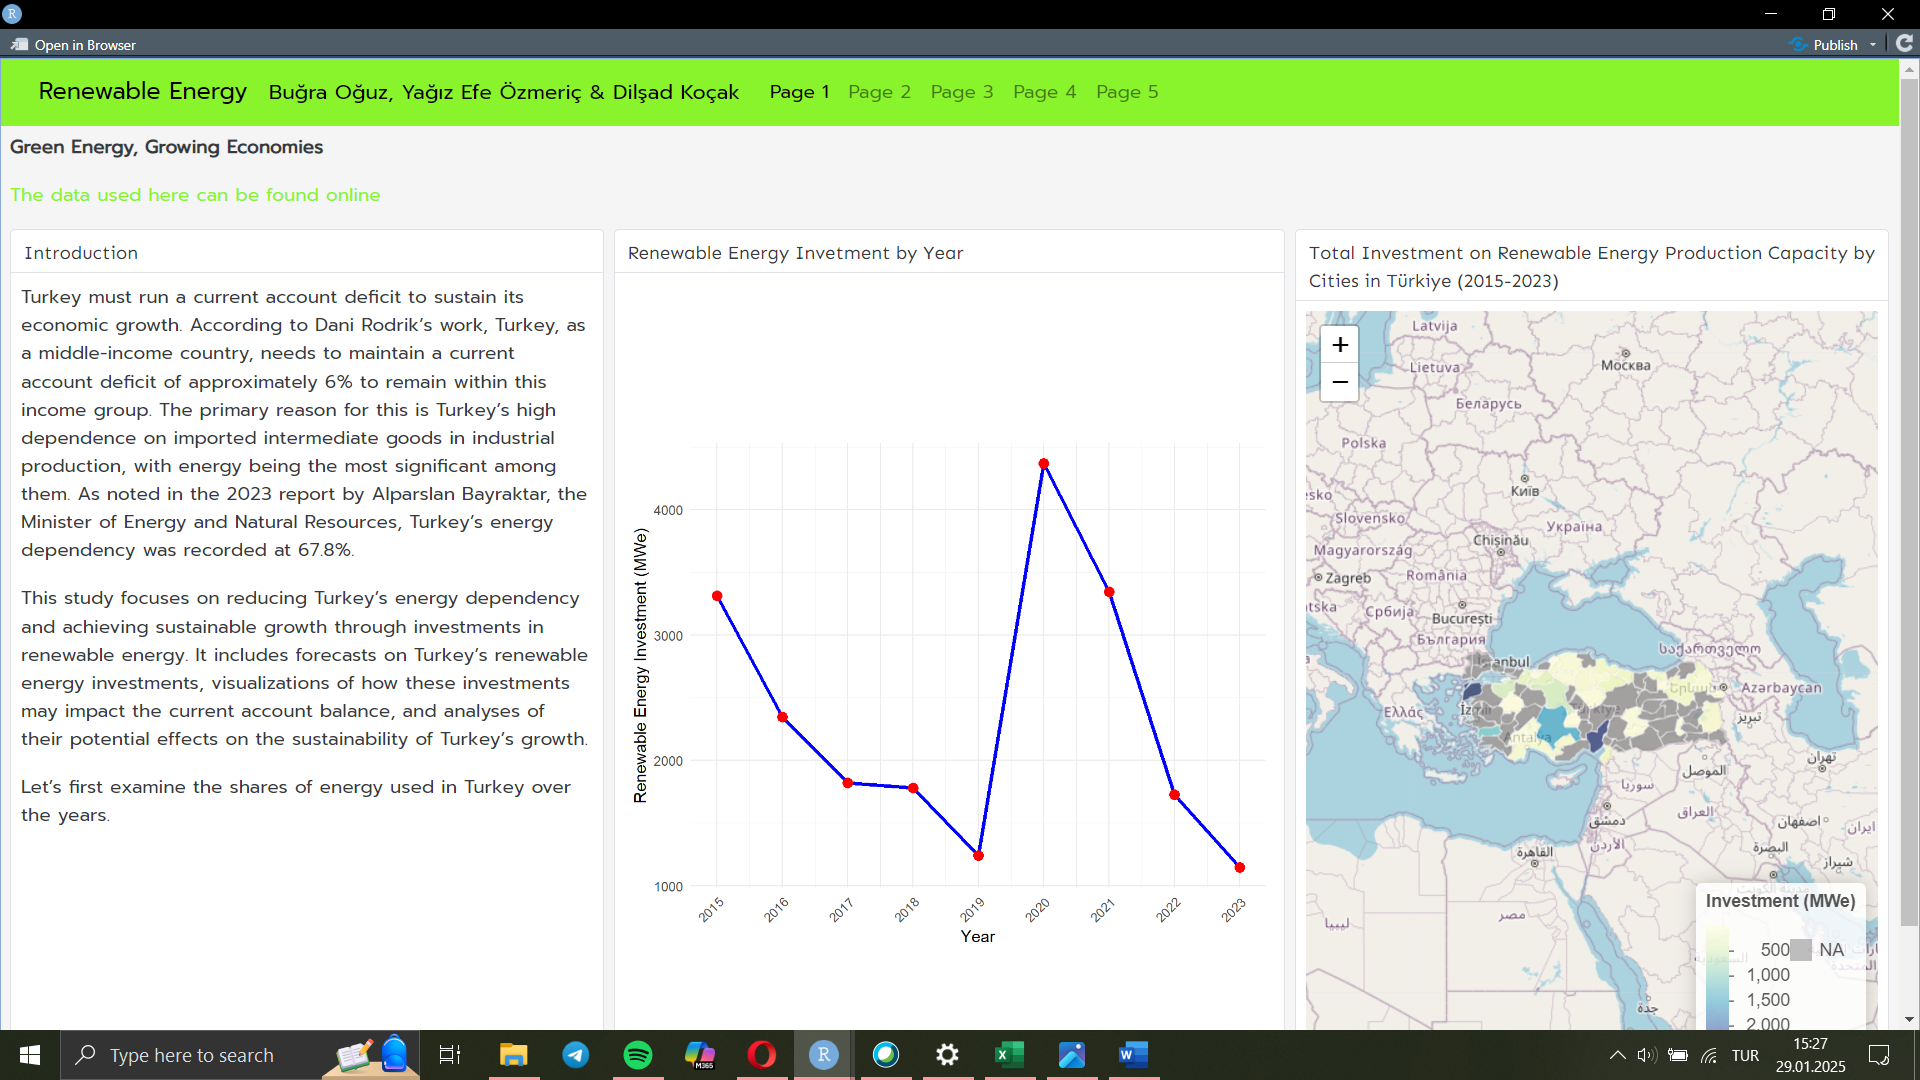 R
Open in Browser
Publish
Renewable Energy
Buğra Oğuz, Yağız Efe Özmeriç & Dilşad Koçak
Page 1
Page 2
Page 3
Page 4
Page 5
Green Energy, Growing Economies
The data used here can be found online
Introduction
Turkey must run a current account deficit to sustain its
economic growth. According to Dani Rodrik's work, Turkey, as
a middle-income country, needs to maintain a current
account deficit of approximately 6% to remain within this
income group. The primary reason for this is Turkey's high
dependence on imported intermediate goods in industrial
production, with energy being the most significant among
them. As noted in the 2023 report by Alparslan Bayraktar, the
Minister of Energy and Natural Resources, Turkey's energy
dependency was recorded at 67.8%.
This study focuses on reducing Turkey's energy dependency
and achieving sustainable growth through investments in
renewable energy. It includes forecasts on Turkey's renewable
energy investments, visualizations of how these investments
may impact the current account balance, and analyses of
their potential effects on the sustainability of Turkey's growth.
Let's first examine the shares of energy used in Turkey over
the years.
Renewable Energy Invetment by Year
Renewable Energy Investment (MWe)
4000
3000
2000
1000
2015
2016
2017
2018
2019
2020
2021
2022
2023
Year
Total Investment on Renewable Energy Production Capacity by
Cities in Türkiye (2015-2023)
+
−
Latvija
Москва
Lietuva
Беларусь
Polska
Київ
Slovensko
Україна
Chișinău
Magyarország
Zagreb
România
Србија
București
България
საქართველო
Azərbaycan
Ελλάς
Antalya
تبریز
تهران
الموصل
سوريا
دمشق
العراق
اصفهان
ایران
الأردن
البصرة
القاهرة
شیراز
مدينة الكويت
ليبيا
مصر
السعودية
جدة
Investment (MWe)
500
NA
1,000
1,500
2,000
Type here to search
M365
R
X
W
TUR
15:27
29.01.2025